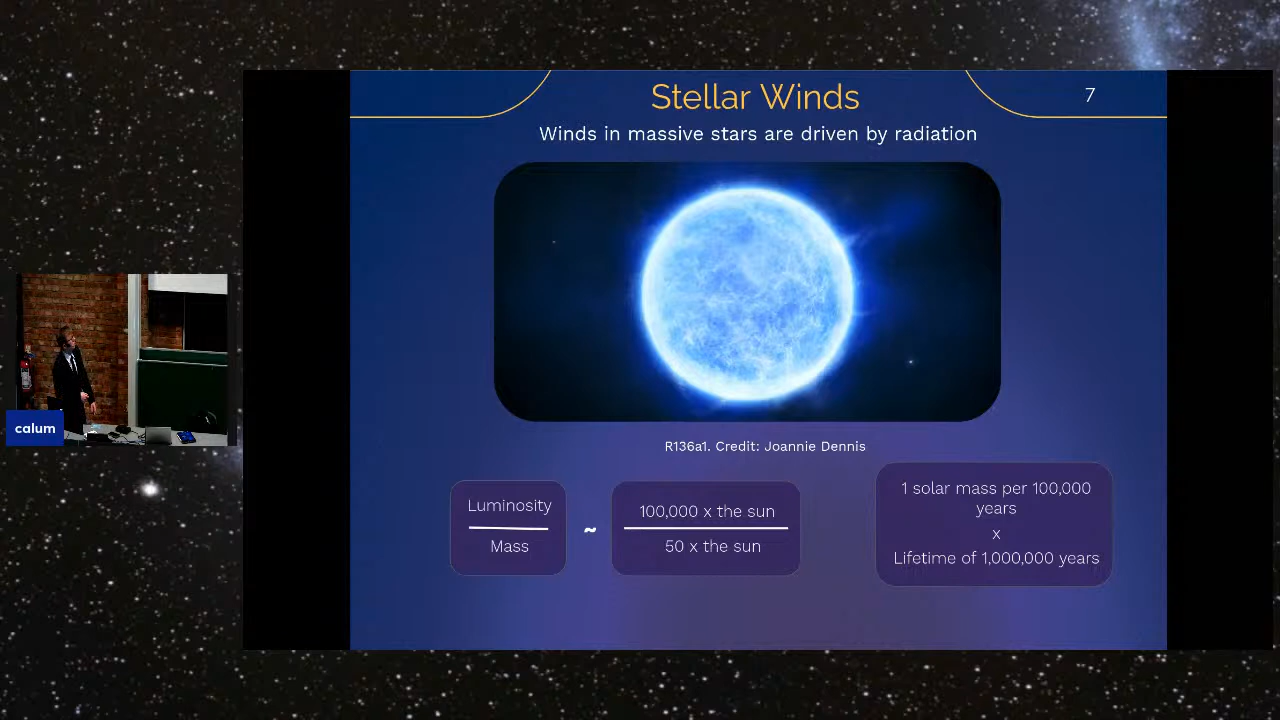 Stellar Winds
7
Winds in massive stars are driven by radiation
R136a1. Credit: Joannie Dennis
Luminosity
Mass
~
100,000 x the sun
50 x the sun
1 solar mass per 100,000
years
x
Lifetime of 1,000,000 years
calum